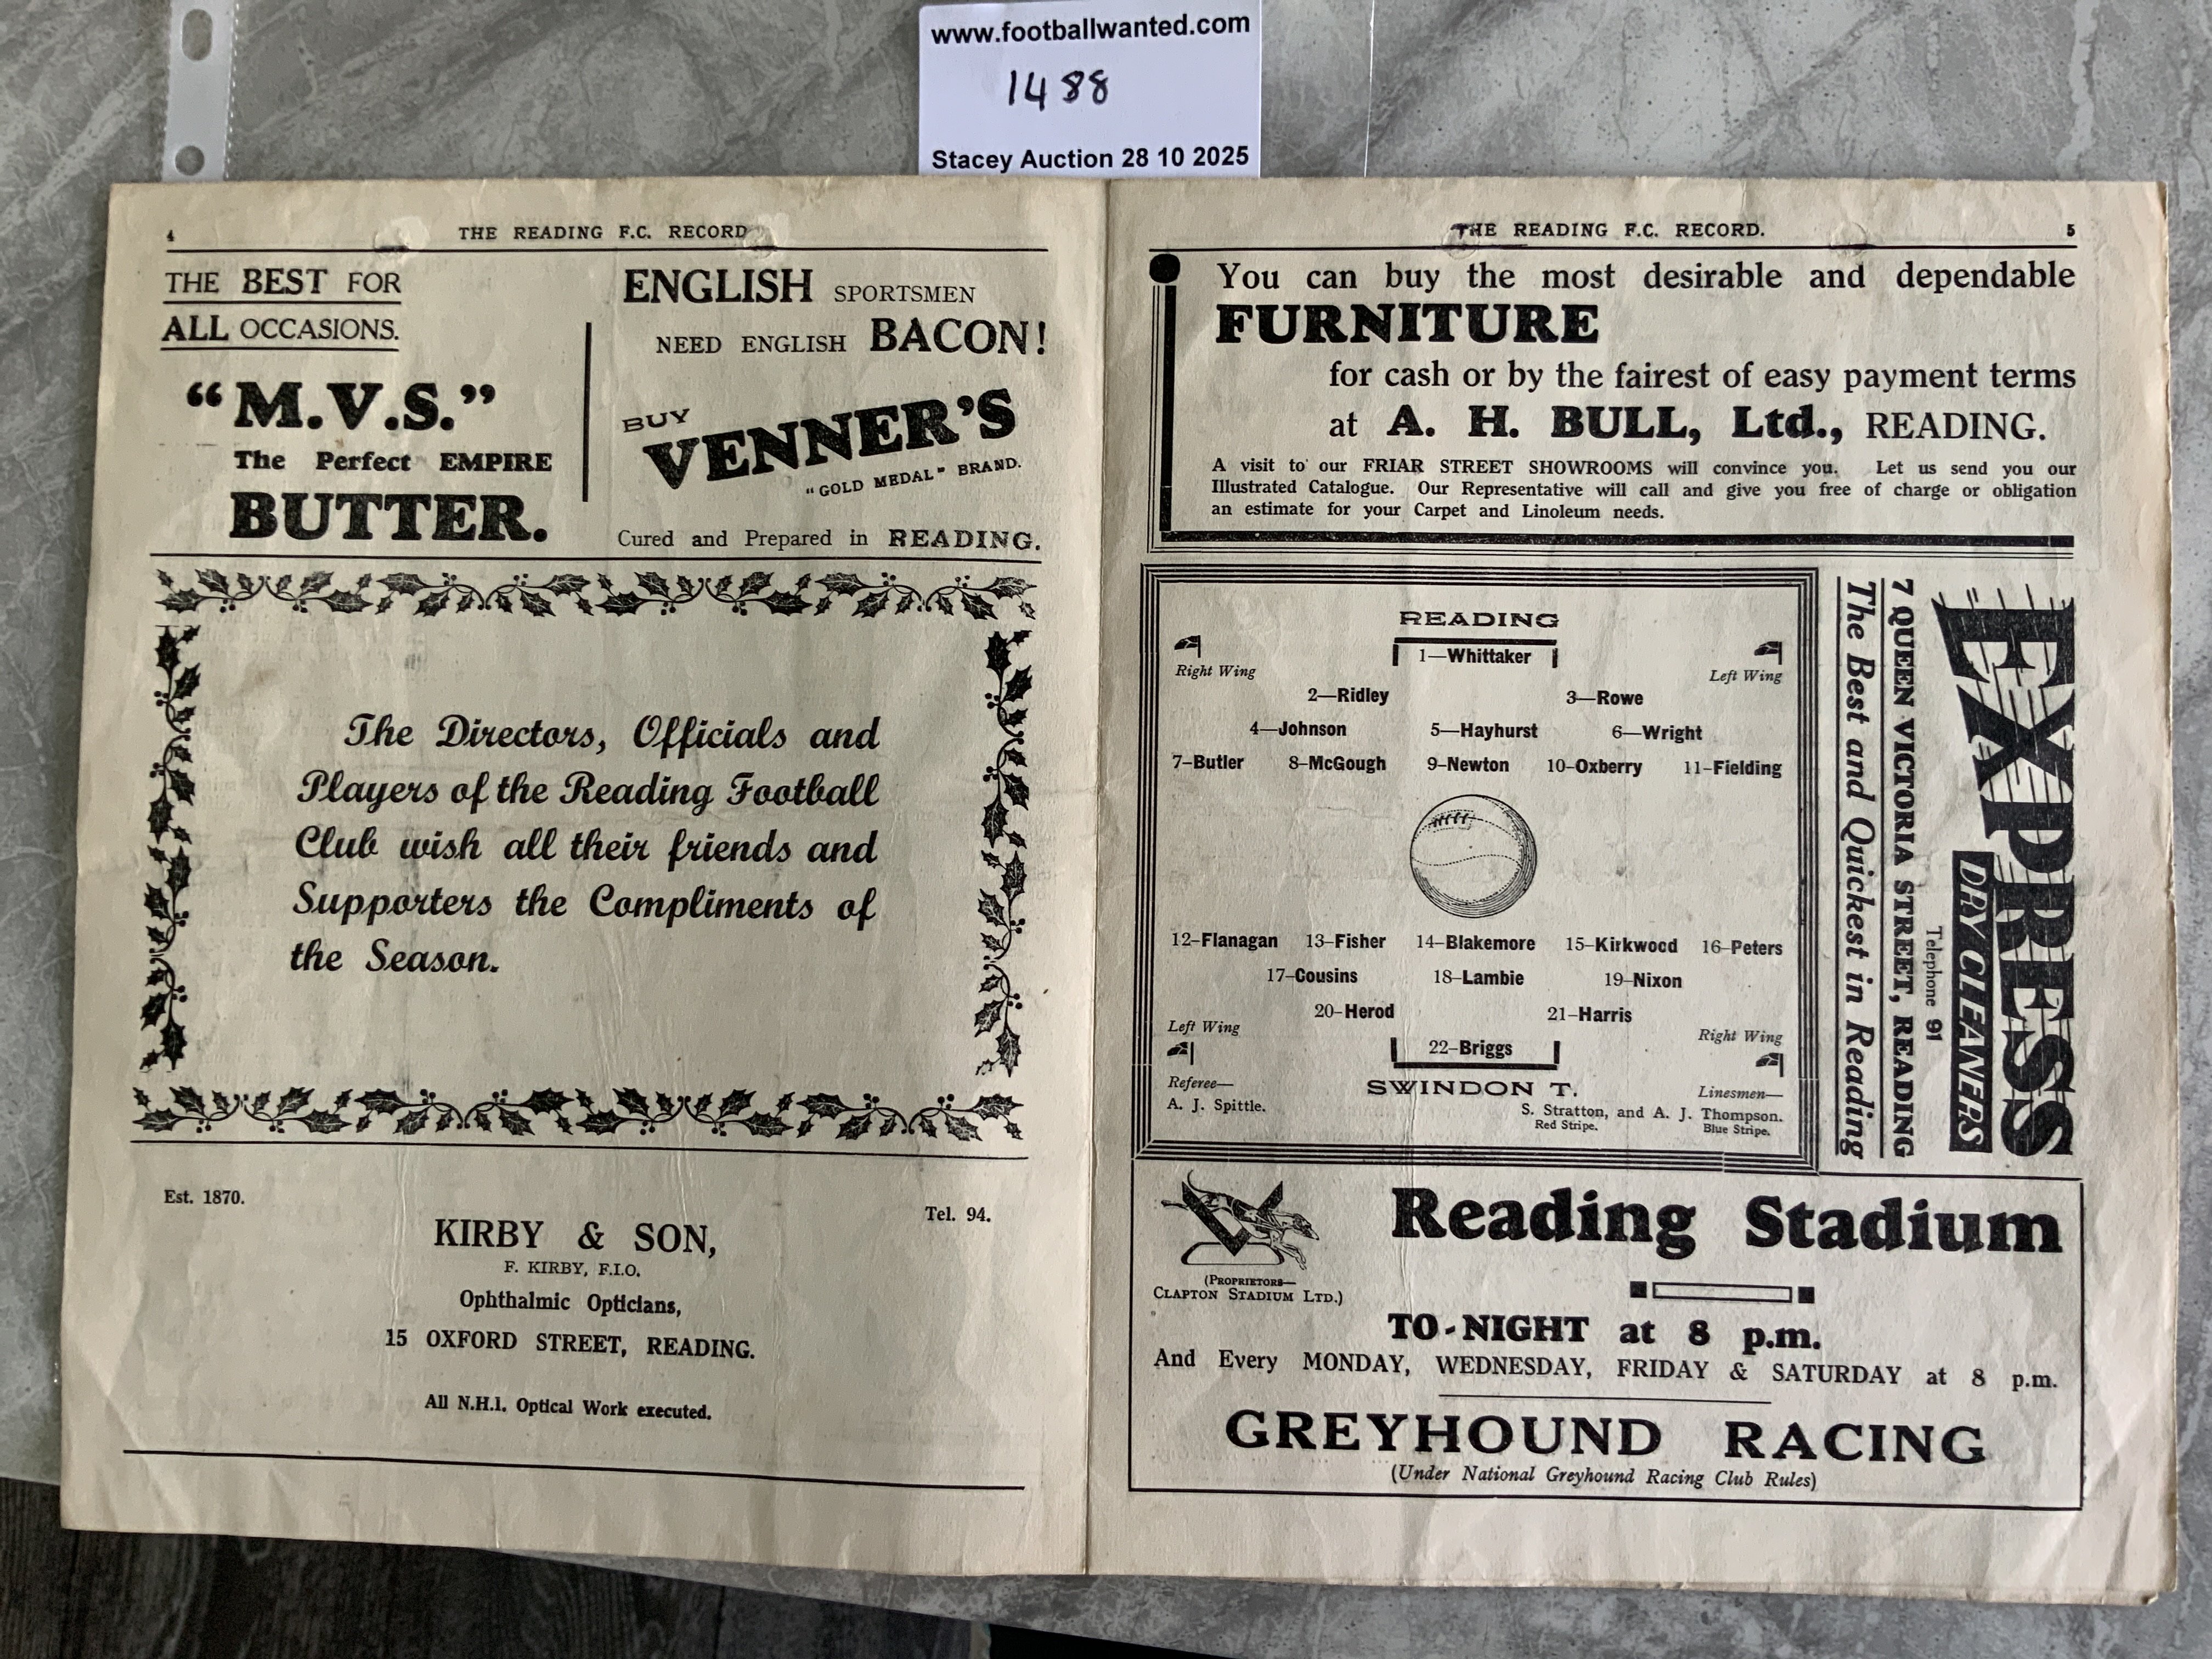 www.footballwanted.com
1488
Stacey Auction 28 10 2025
4
THE READING F.C. RECORD
THE BEST FOR
ALL OCCASIONS.
"M.V.S."
The Perfect EMPIRE
BUTTER.
ENGLISH SPORTSMEN
NEED ENGLISH BACON!
BUY
VENNER'S
"GOLD MEDAL" BRAND.
Cured and Prepared in READING.
The Directors, Officials and
Players of the Reading Football
Club wish all their friends and
Supporters the Compliments of
the Season.
Est. 1870.
Tel. 94.
KIRBY & SON,
F. KIRBY, F.I.O.
Ophthalmic Opticians,
15 OXFORD STREET, READING.
All N.H.I. Optical Work executed.
THE READING F.C. RECORD.
5
You can buy the most desirable and dependable
FURNITURE
for cash or by the fairest of easy payment terms
at A. H. BULL, Ltd., READING.
A visit to our FRIAR STREET SHOWROOMS will convince you. Let us send you our
Illustrated Catalogue. Our Representative will call and give you free of charge or obligation
an estimate for your Carpet and Linoleum needs.
READING
Right Wing
1—Whittaker
Left Wing
2—Ridley 3—Rowe
4—Johnson 5—Hayhurst 6—Wright
7–Butler 8–McGough 9–Newton 10–Oxberry 11–Fielding
12–Flanagan 13–Fisher 14–Blakemore 15–Kirkwood 16–Peters
17–Cousins 18–Lambie 19–Nixon
20–Herod 21–Harris
Left Wing
22–Briggs
Right Wing
SWINDON T.
Referee—
A. J. Spittle.
Linesmen—
S. Stratton, and A. J. Thompson.
Red Stripe. Blue Stripe.
EXPRESS
DRY CLEANERS
Telephone 91
7 QUEEN VICTORIA STREET, READING
The Best and Quickest in Reading
(PROPRIETORS—
CLAPTON STADIUM LTD.)
Reading Stadium
TO-NIGHT at 8 p.m.
And Every MONDAY, WEDNESDAY, FRIDAY & SATURDAY at 8 p.m.
GREYHOUND RACING
(Under National Greyhound Racing Club Rules)